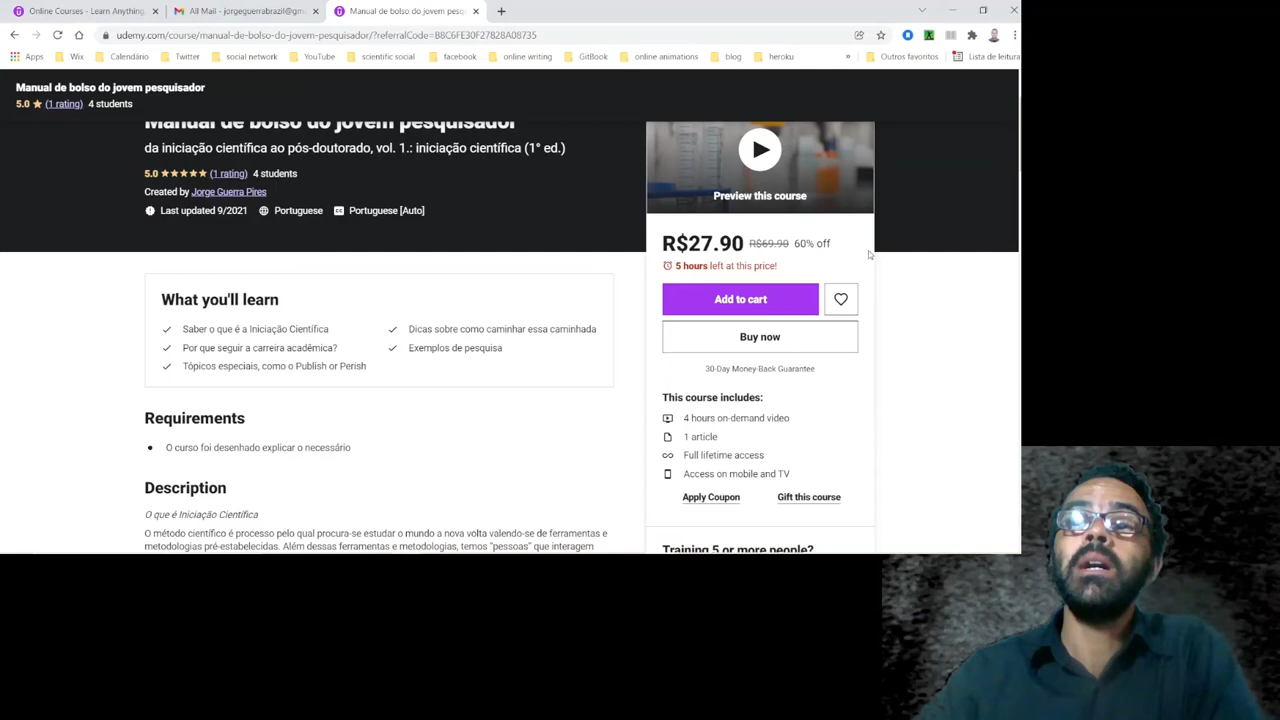 Online Courses - Learn Anything,
All Mail - jorgeguerrabrazil@gm
Manual de bolso do jovem pesq
udemy.com/course/manual-de-bolso-do-jovem-pesquisador/?referralCode=B8C6FE30F27828A08735
Apps Wix Calendário Twitter social network YouTube scientific social facebook online writing GitBook online animations blog heroku » Outros favoritos Lista de leitura
Manual de bolso do jovem pesquisador
5.0 (1 rating) 4 students
Manual de bolso do jovem pesquisador
da iniciação científica ao pós-doutorado, vol. 1.: iniciação científica (1° ed.)
5.0 (1 rating) 4 students
Created by Jorge Guerra Pires
Last updated 9/2021 Portuguese Portuguese [Auto]
Preview this course
R$27.90 R$69.90 60% off
5 hours left at this price!
Add to cart
Buy now
30-Day Money-Back Guarantee
This course includes:
4 hours on-demand video
1 article
Full lifetime access
Access on mobile and TV
Apply Coupon Gift this course
Training 5 or more people?
What you'll learn
Saber o que é a Iniciação Científica
Dicas sobre como caminhar essa caminhada
Por que seguir a carreira acadêmica?
Exemplos de pesquisa
Tópicos especiais, como o Publish or Perish
Requirements
O curso foi desenhado explicar o necessário
Description
O que é Iniciação Científica
O método científico é processo pelo qual procura-se estudar o mundo a nova volta valendo-se de ferramentas e
metodologias pré-estabelecidas. Além dessas ferramentas e metodologias, temos "pessoas" que interagem